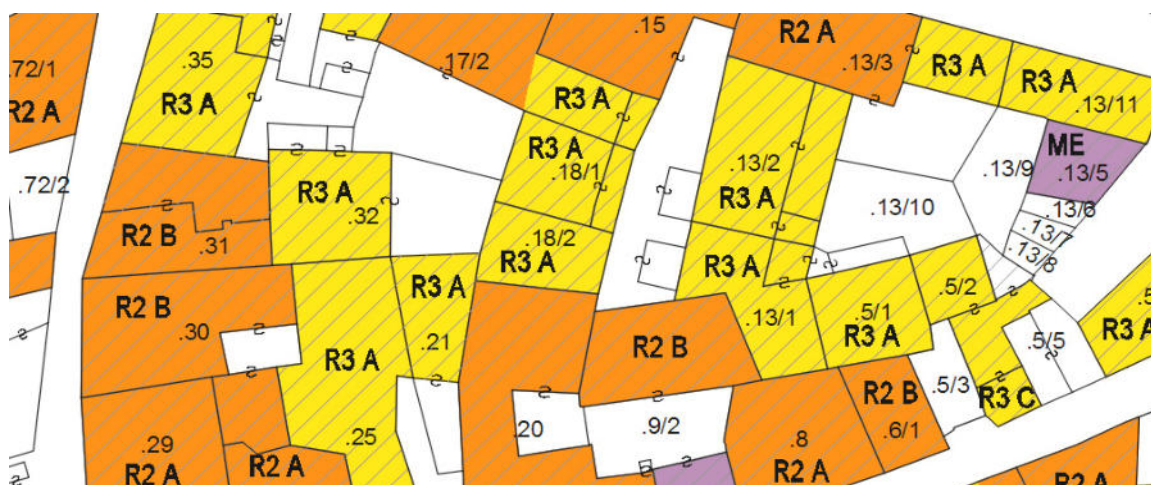 .72/1
R2 A
.72/2
.35
R3 A
R2 B
.31
R2 B
.30
.29
R2 A
R2 A
R3 A
.32
R3 A
.25
R3 A
.21
.17/2
.15
R3 A
R3 A
.18/1
.18/2
R3 A
.20
R2 B
.9/2
R2 A
.13/3
.13/2
R3 A
R3 A
.13/1
.8
R2 A
R3 A
R3 A
.13/11
ME
.13/5
.13/9
.13/6
.13/7
.13/8
.13/10
.5/2
.5/1
R3 A
R2 B
.6/1
.5/3
R3 C
.5/5
R3 A
R2 A